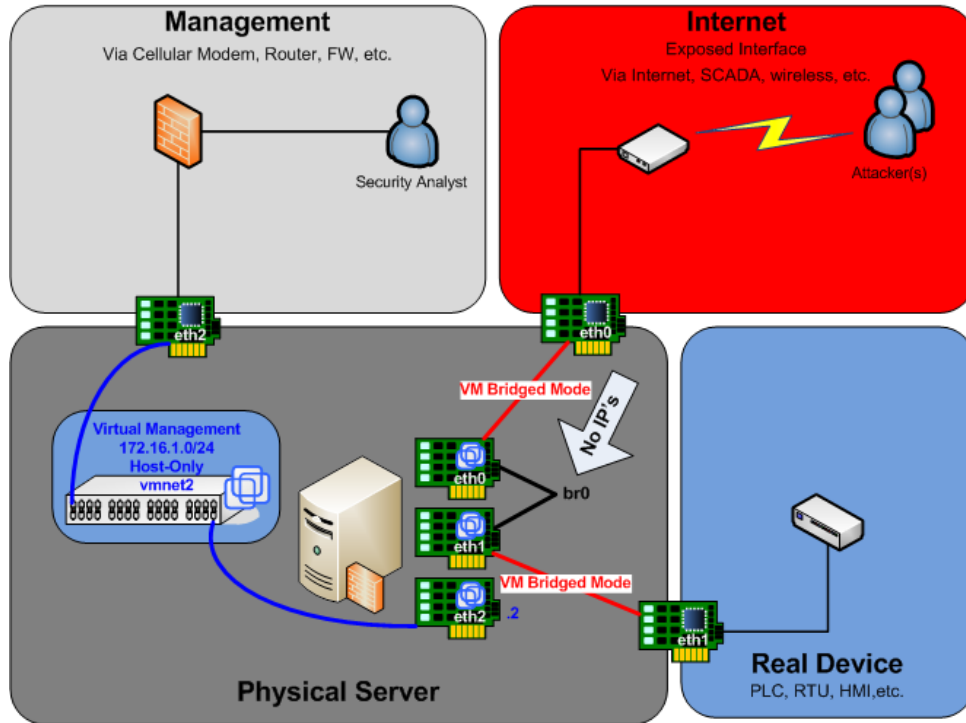 Management
Via Cellular Modem, Router, FW, etc.
Security Analyst
Internet
Exposed Interface
Via Internet, SCADA, wireless, etc.
Attacker(s)
eth2
eth0
VM Bridged Mode
No IP's
Virtual Management
172.16.1.0/24
Host-Only
vmnet2
eth0
br0
eth1
VM Bridged Mode
eth2
.2
eth1
Physical Server
Real Device
PLC, RTU, HMI,etc.